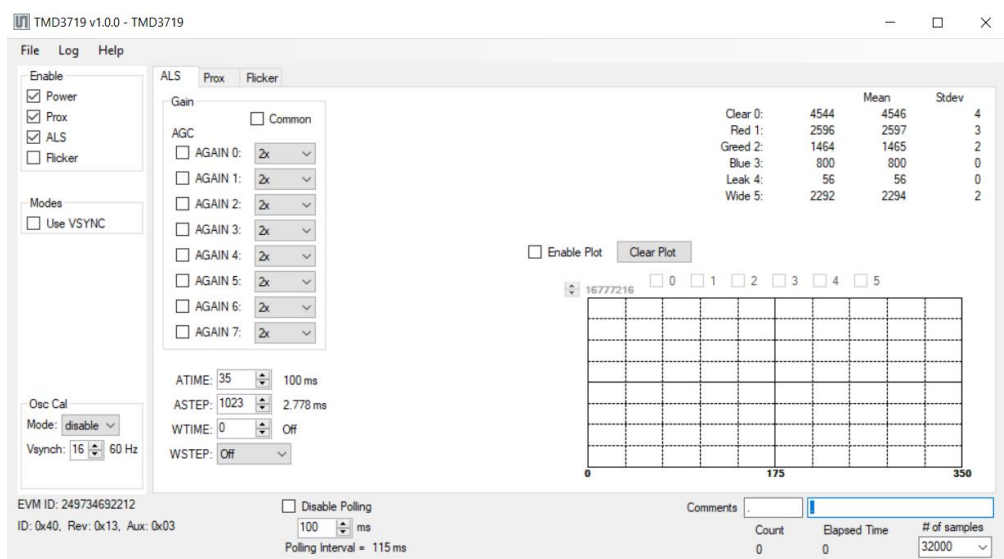 TMD3719 v1.0.0 - TMD3719
File Log Help
Enable
Power
Prox
ALS
Flicker
Modes
Use VSYNC
Osc Cal
Mode: disable
Vsynch: 16 60 Hz
ALS Prox Flicker
Gain
Common
AGC
AGAIN 0: 2x
AGAIN 1: 2x
AGAIN 2: 2x
AGAIN 3: 2x
AGAIN 4: 2x
AGAIN 5: 2x
AGAIN 6: 2x
AGAIN 7: 2x
ATIME: 35 100 ms
ASTEP: 1023 2.778 ms
WTIME: 0 Off
WSTEP: Off
Mean Stdev
Clear 0: 4544 4546 4
Red 1: 2596 2597 3
Greed 2: 1464 1465 2
Blue 3: 800 800 0
Leak 4: 56 56 0
Wide 5: 2292 2294 2
Enable Plot Clear Plot
16777216 0 1 2 3 4 5
0 175 350
EVM ID: 249734692212
ID: 0x40, Rev: 0x13, Aux: 0x03
Disable Polling
100 ms
Polling Interval = 115 ms
Comments . .
Count Elapsed Time # of samples
0 0 32000